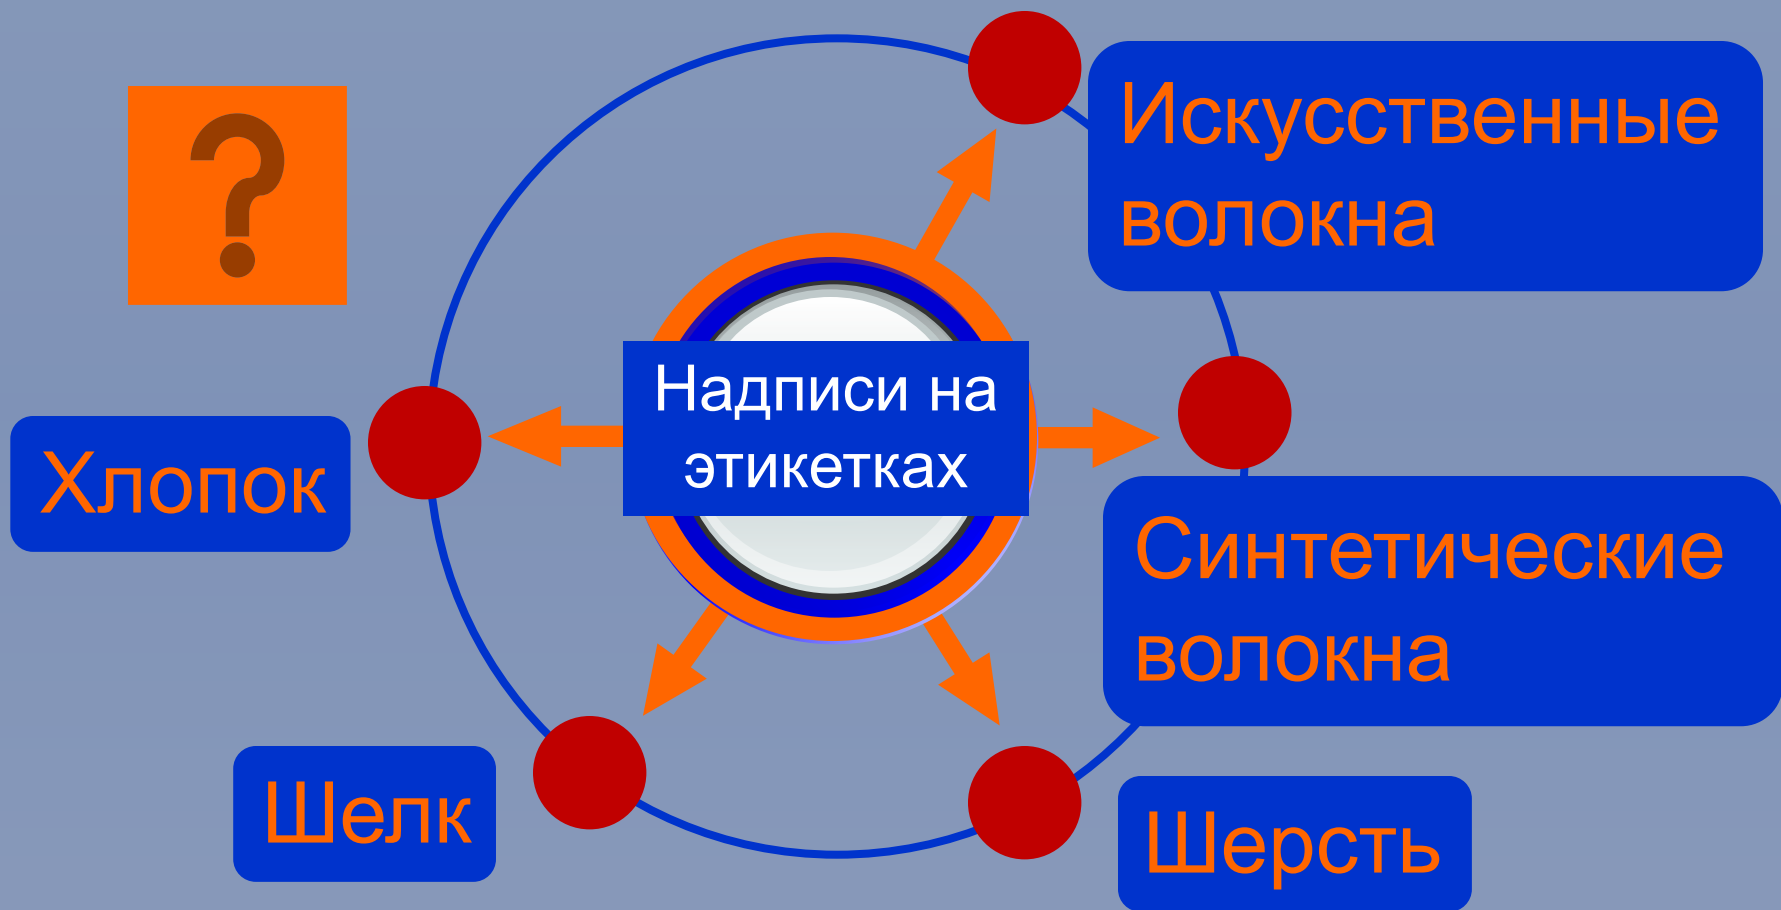 ?
Искусственные
волокна
Надписи на
этикетках
Хлопок
Синтетические
волокна
Шелк
Шерсть